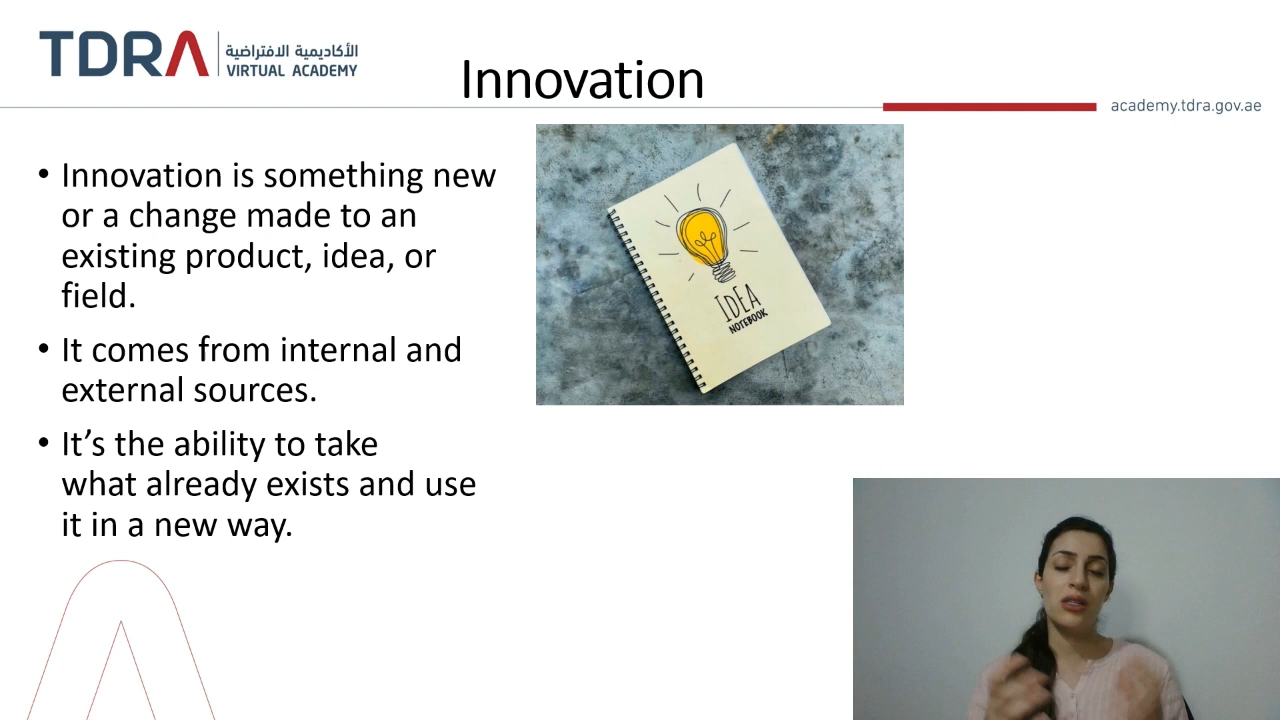 TDRA
الأكاديمية الافتراضية
VIRTUAL ACADEMY
Innovation
academy.tdra.gov.ae
• Innovation is something new
or a change made to an
existing product, idea, or
field.
• It comes from internal and
external sources.
• It’s the ability to take
what already exists and use
it in a new way.
IDEA
NOTEBOOK